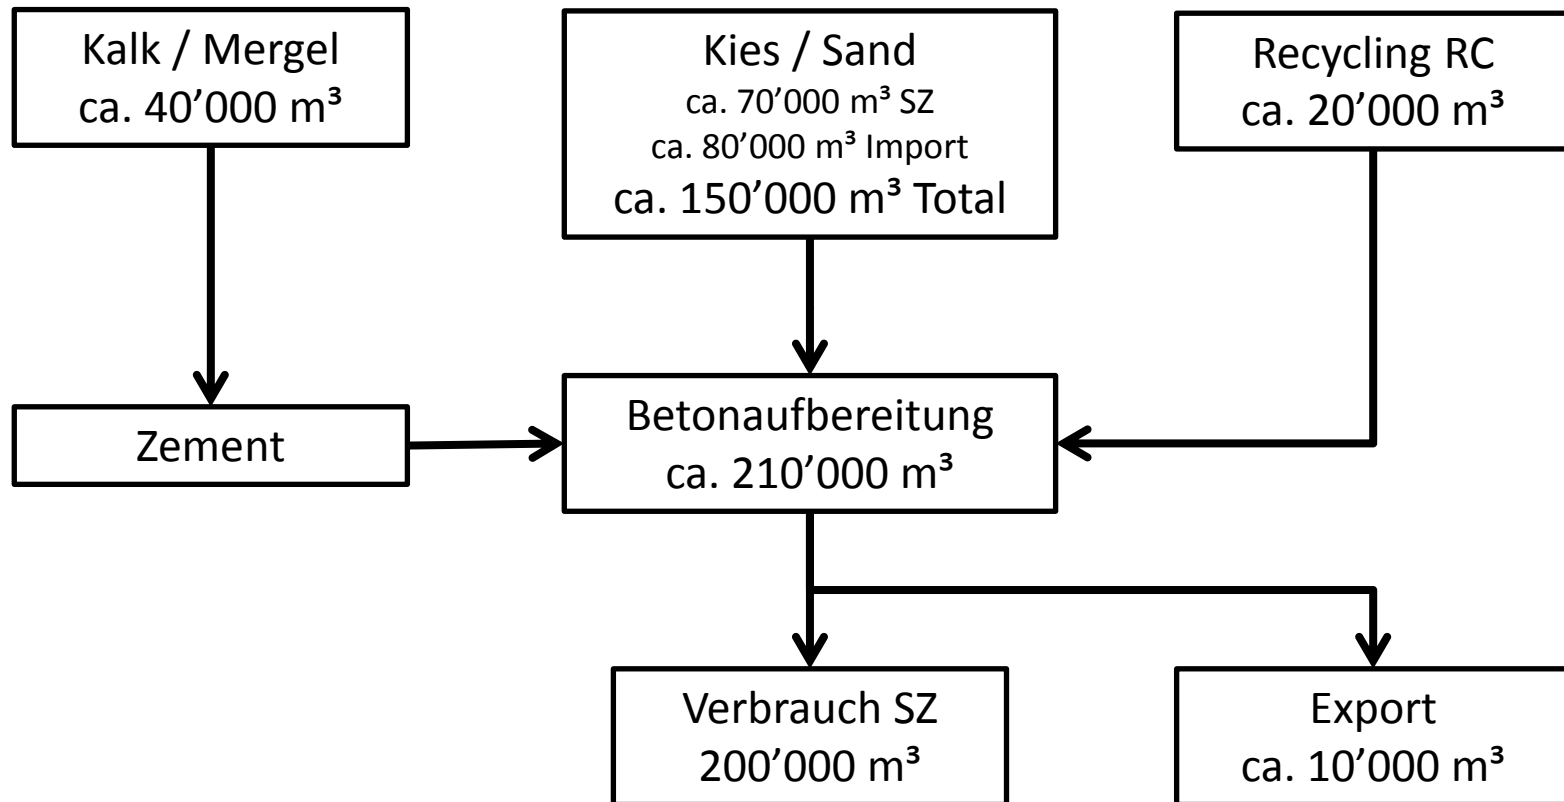 Kalk / Mergel
ca. 40’000 m³
Kies / Sand
ca. 70’000 m³ SZ
ca. 80’000 m³ Import
ca. 150’000 m³ Total
Recycling RC
ca. 20’000 m³
Zement
Betonaufbereitung
ca. 210’000 m³
Verbrauch SZ
200’000 m³
Export
ca. 10’000 m³